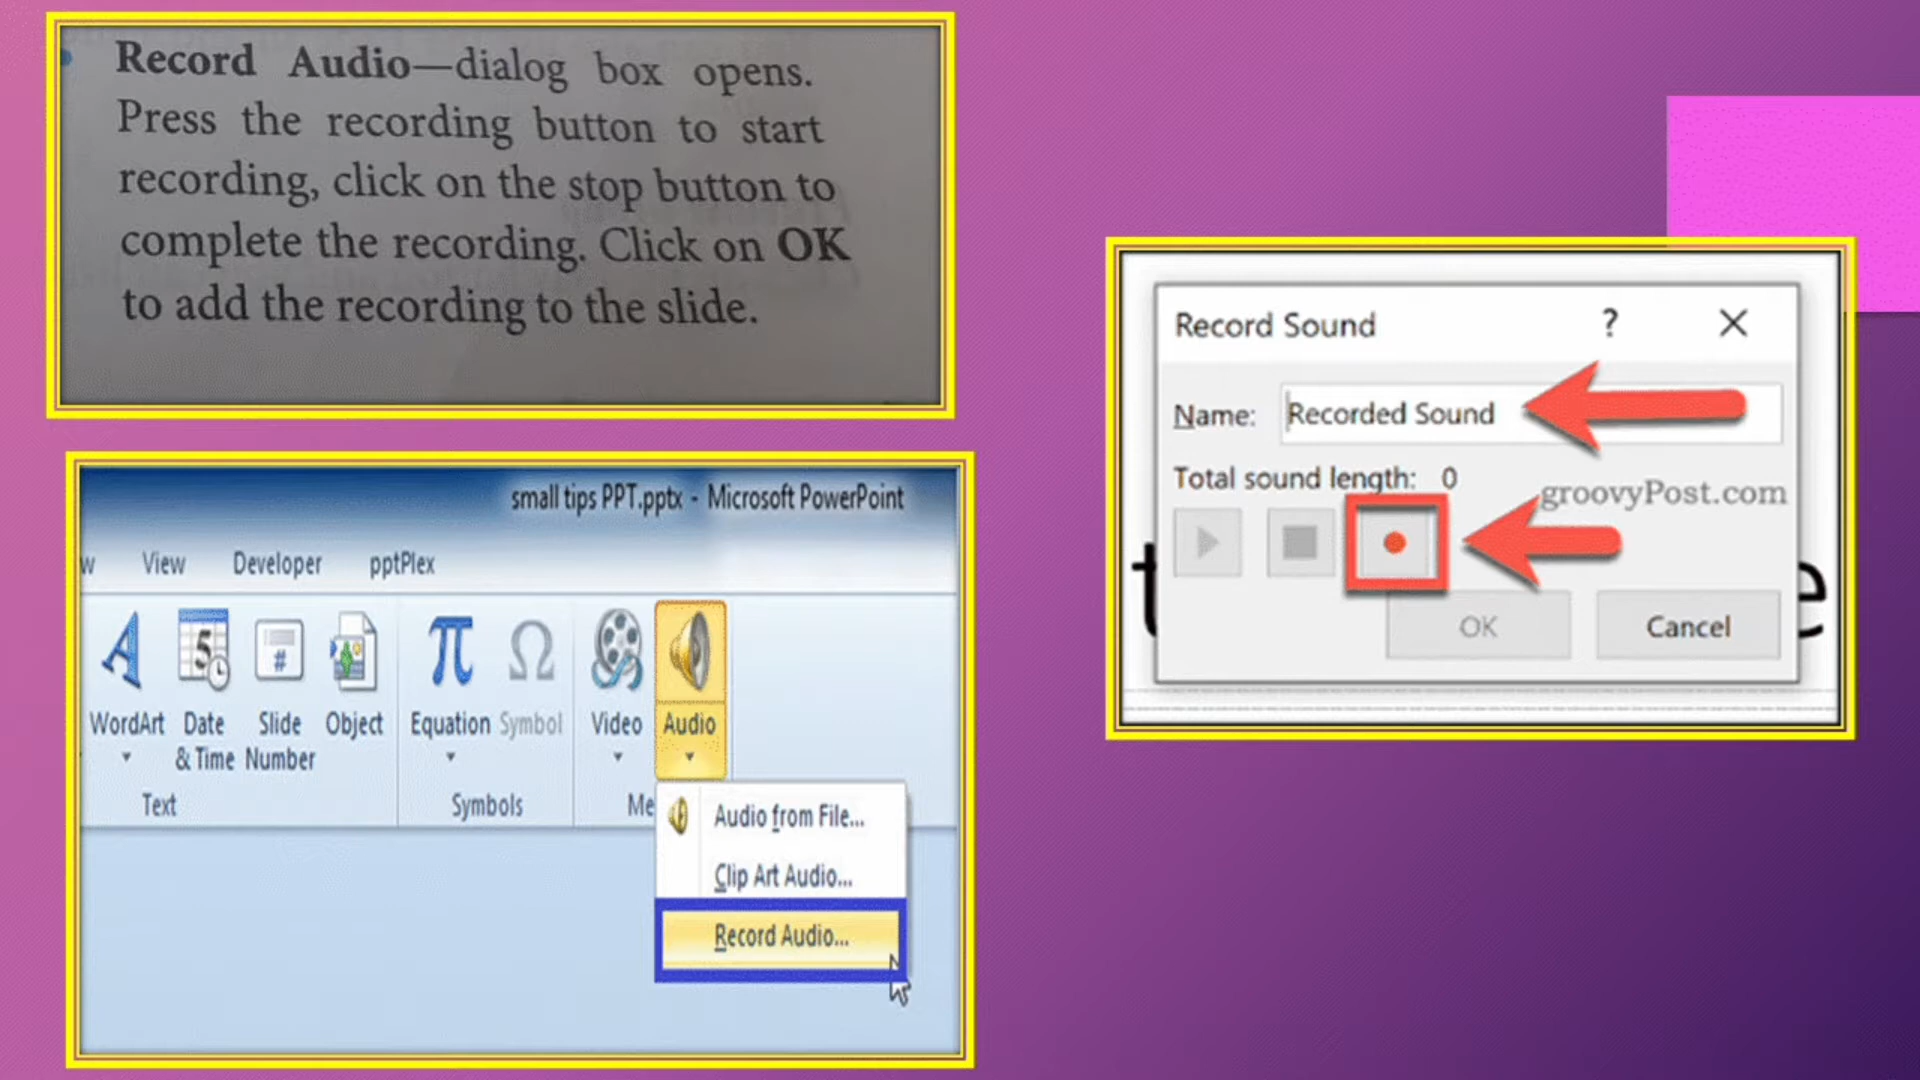 Record Audio—dialog box opens.
Press the recording button to start
recording, click on the stop button to
complete the recording. Click on OK
to add the recording to the slide.
small tips PPT.pptx - Microsoft PowerPoint
w View Developer pptPlex
WordArt Date & Time Slide Number Object Equation Symbol Video Audio
Text Symbols Me
Audio from File...
Clip Art Audio...
Record Audio...
Record Sound ? X
Name: Recorded Sound
Total sound length: 0
groovyPost.com
t e
OK Cancel